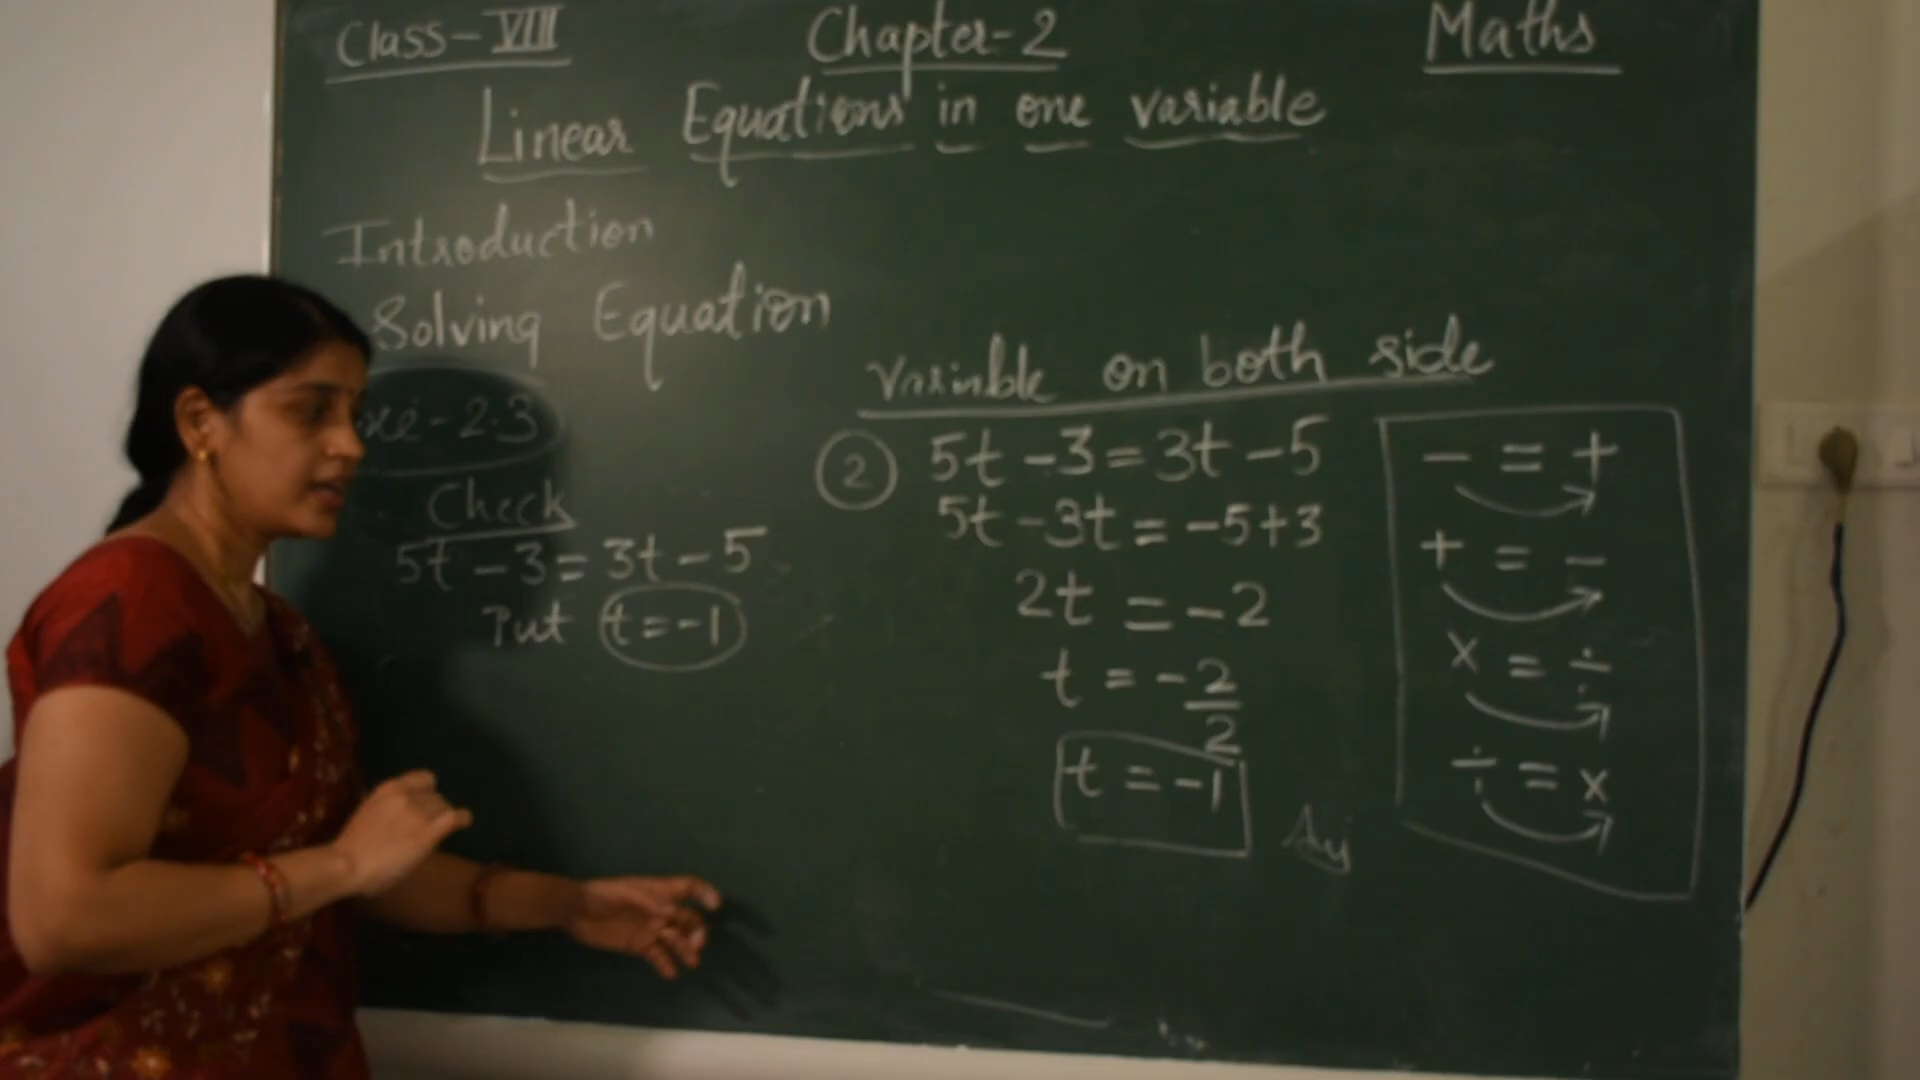 Class-VIII Chapter-2 Maths
Linear Equations in one variable
Introduction
Solving Equation
xe-2.3
Check
5t - 3 = 3t - 5
Put t = -1
Variable on both side
2 5t - 3 = 3t - 5
5t - 3t = -5 + 3
2t = -2
t = -2/2
t = -1
- = +
+ = -
x = ÷
÷ = x